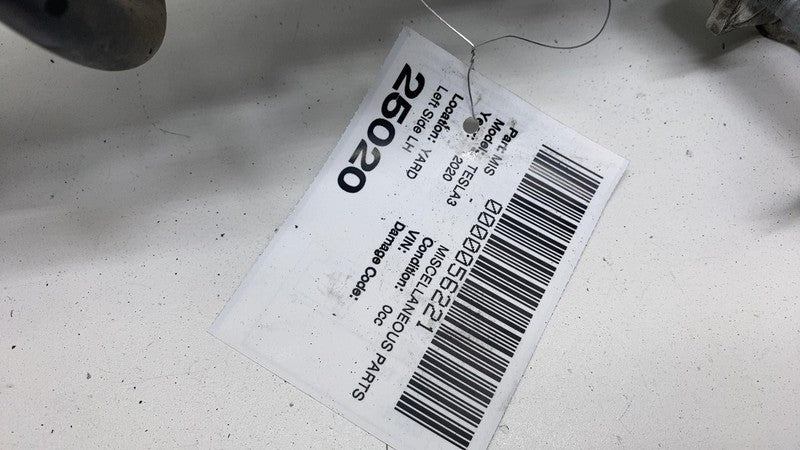 0000056221
Part: MIS MISCELLANEOUS PARTS
Model: TESLA3 Condition: 0CC
Year: 2020 VIN:
Location: YARD Damage Code:
Left Side LH
25020